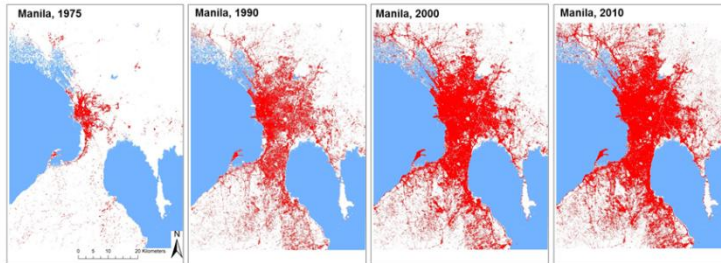 Manila, 1975
Manila, 1990
Manila, 2000
Manila, 2010
N
0 5 10 20 Kilometers